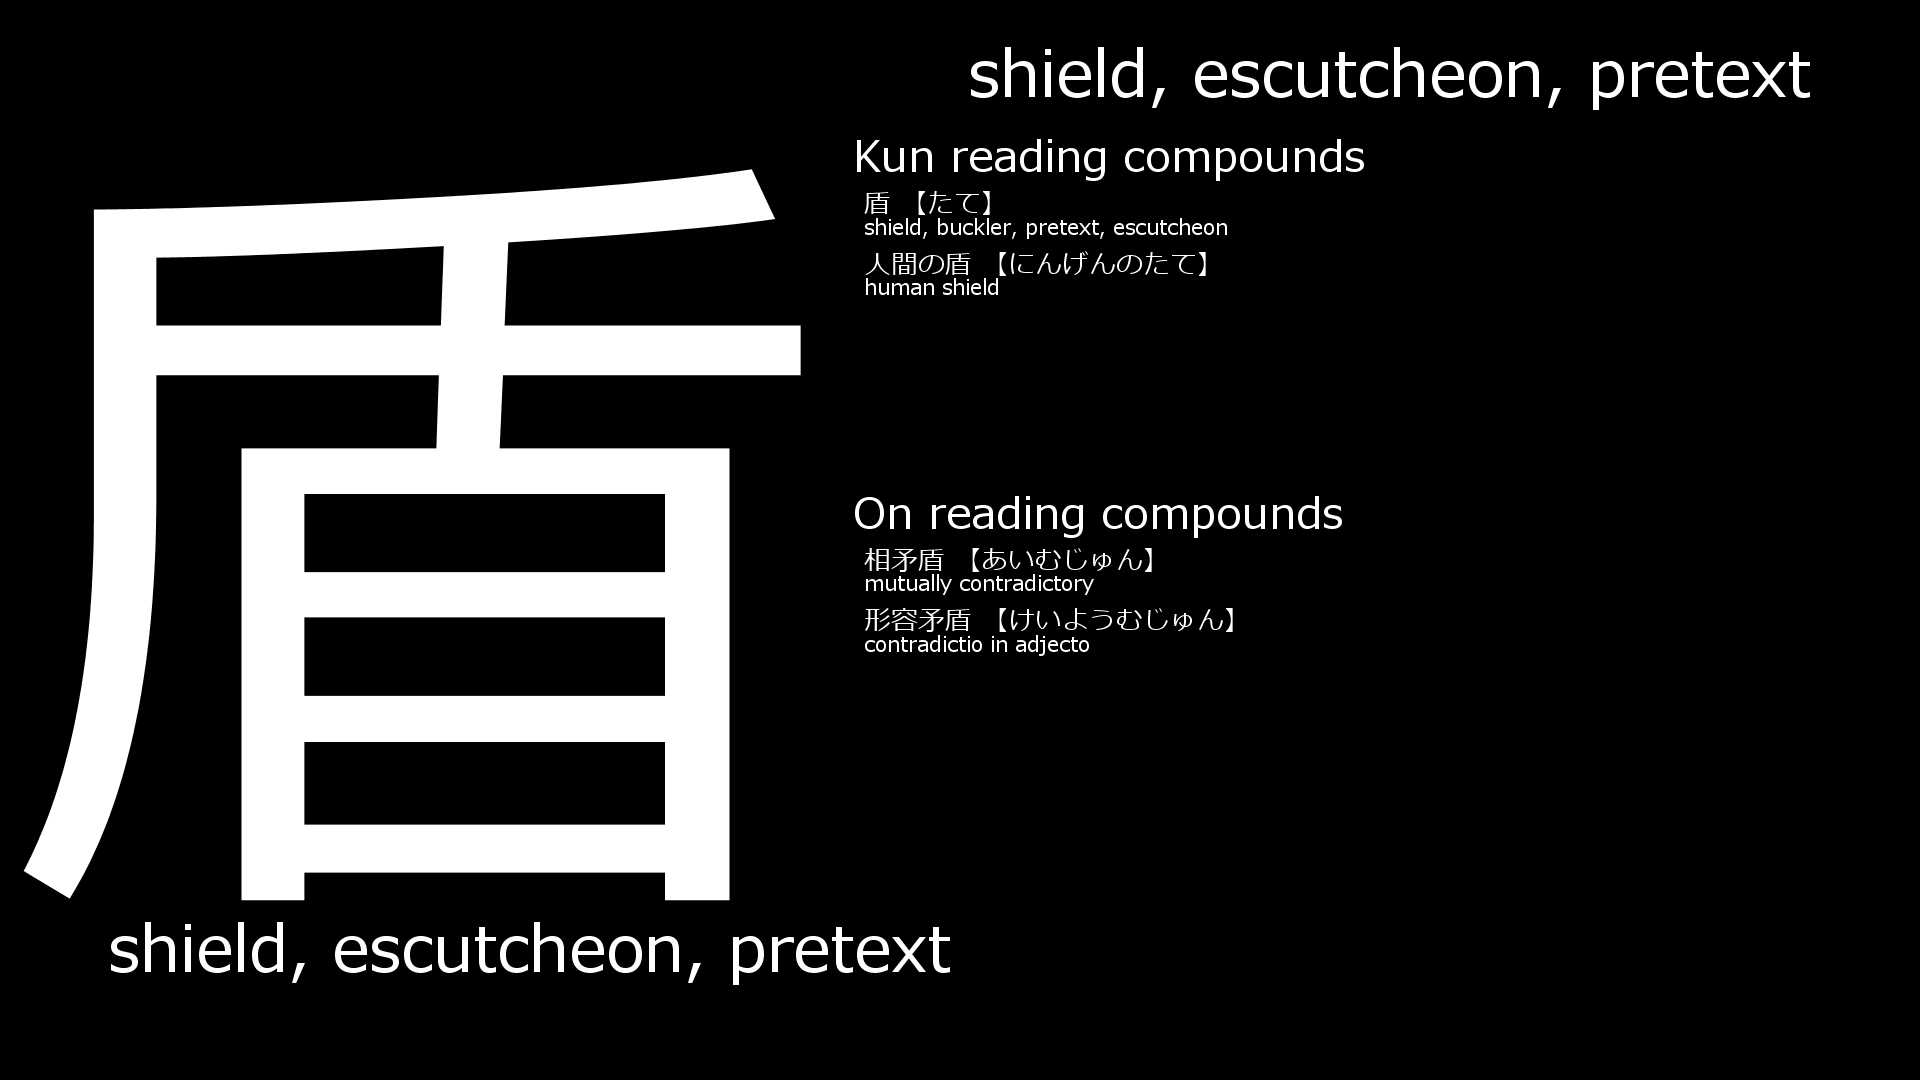 盾
shield, escutcheon, pretext
shield, escutcheon, pretext
Kun reading compounds
盾 【たて】
shield, buckler, pretext, escutcheon
人間の盾 【にんげんのたて】
human shield
On reading compounds
相矛盾 【あいむじゅん】
mutually contradictory
形容矛盾 【けいようむじゅん】
contradictio in adjecto